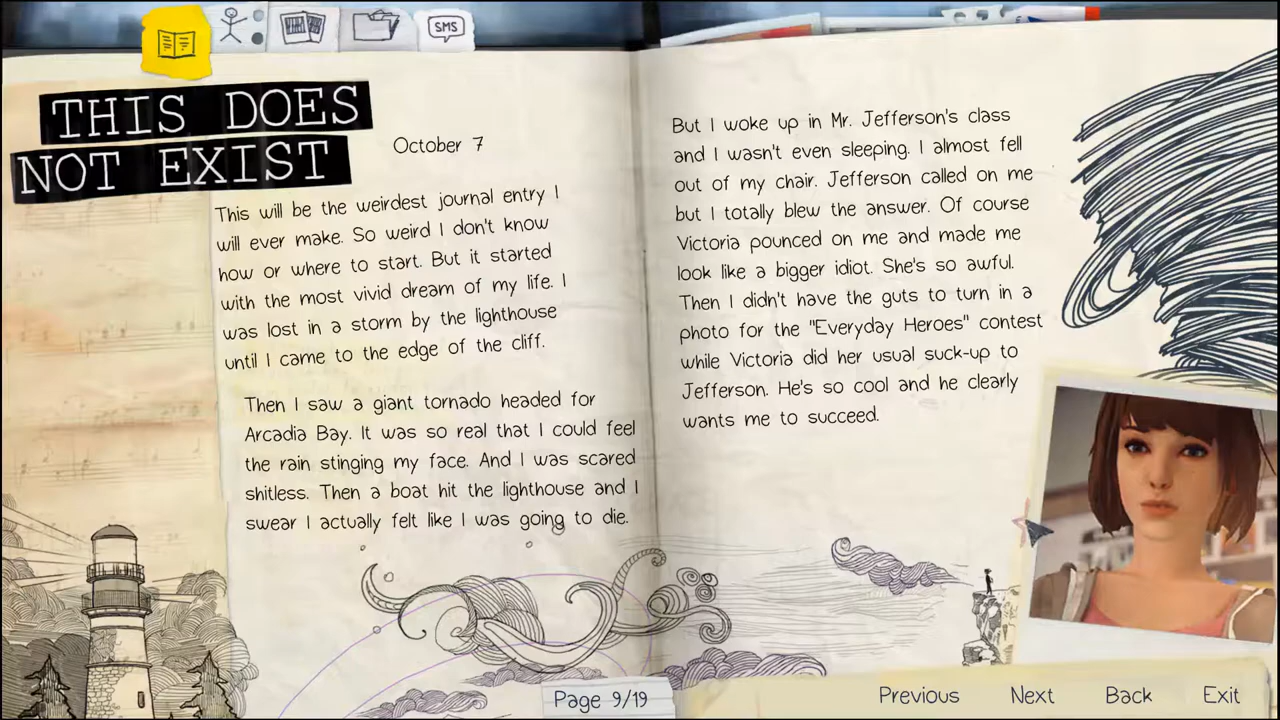 SMS
THIS DOES
NOT EXIST
October 7
This will be the weirdest journal entry I
will ever make. So weird I don't know
how or where to start. But it started
with the most vivid dream of my life. I
was lost in a storm by the lighthouse
until I came to the edge of the cliff.
Then I saw a giant tornado headed for
Arcadia Bay. It was so real that I could feel
the rain stinging my face. And I was scared
shitless. Then a boat hit the lighthouse and I
swear I actually felt like I was going to die.
But I woke up in Mr. Jefferson's class
and I wasn't even sleeping. I almost fell
out of my chair. Jefferson called on me
but I totally blew the answer. Of course
Victoria pounced on me and made me
look like a bigger idiot. She's so awful.
Then I didn't have the guts to turn in a
photo for the "Everyday Heroes" contest
while Victoria did her usual suck-up to
Jefferson. He's so cool and he clearly
wants me to succeed.
Page 9/19
Previous Next Back Exit